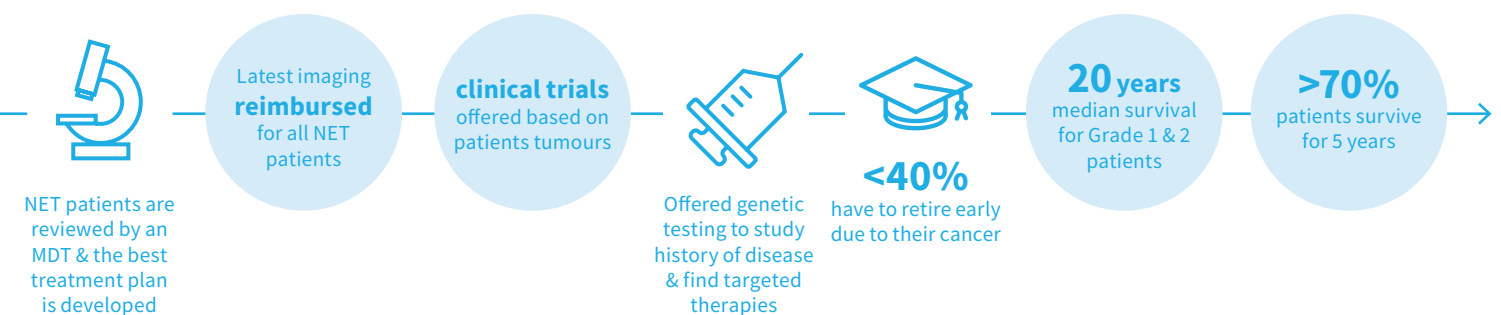 NET patients are
reviewed by an
MDT & the best
treatment plan
is developed
Latest imaging
reimbursed
for all NET
patients
clinical trials
offered based on
patients tumours
Offered genetic
testing to study
history of disease
& find targeted
therapies
<40%
have to retire early
due to their cancer
20 years
median survival
for Grade 1 & 2
patients
>70%
patients survive
for 5 years